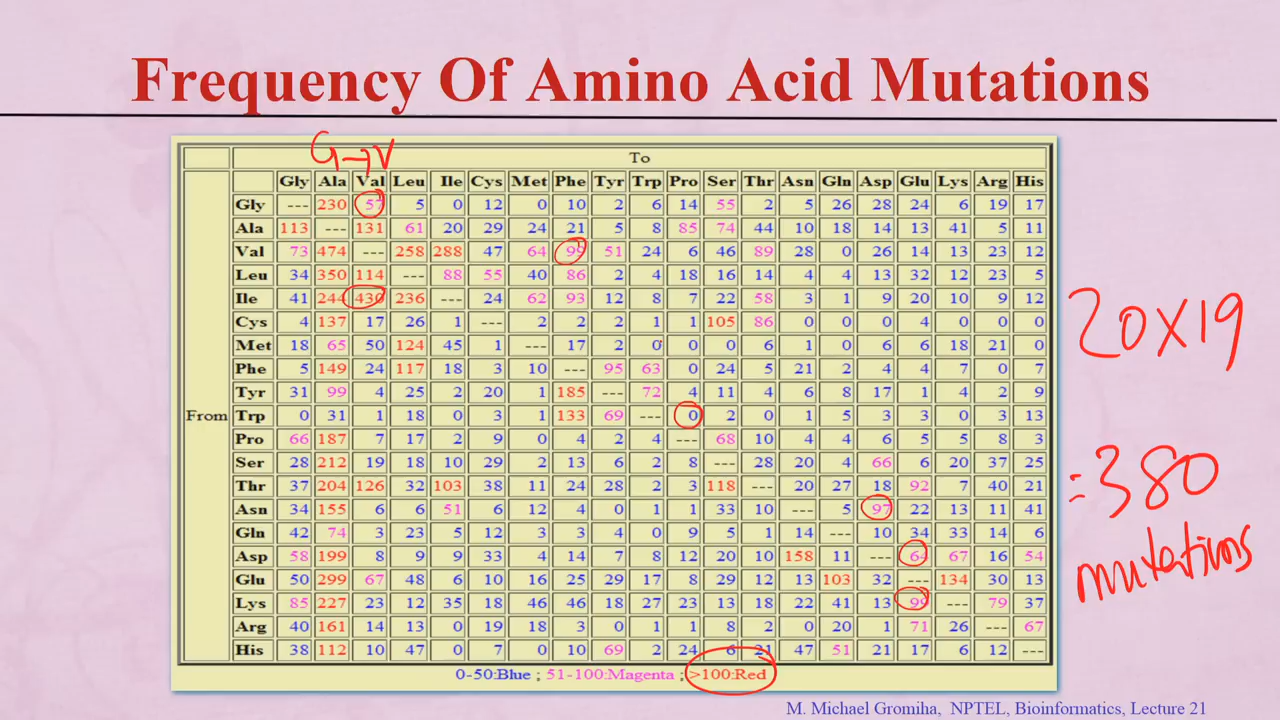 Frequency Of Amino Acid Mutations
G→V
To
Gly Ala Val Leu Ile Cys Met Phe Tyr Trp Pro Ser Thr Asn Gln Asp Glu Lys Arg His
Gly --- 230 57 5 0 12 0 10 2 6 14 55 2 5 26 28 24 6 19 17
Ala 113 --- 131 61 20 29 24 21 5 8 85 74 44 10 18 14 13 41 5 11
Val 73 474 --- 258 288 47 64 99 51 24 6 46 89 28 0 26 14 13 23 12
Leu 34 350 114 --- 88 55 40 86 2 4 18 16 14 4 4 13 32 12 23 5
Ile 41 244 430 236 --- 24 62 93 12 8 7 22 58 3 1 9 20 10 9 12
Cys 4 137 17 26 1 --- 2 2 2 1 1 105 86 0 0 0 4 0 0 0
Met 18 65 50 124 45 1 --- 17 2 0 0 0 6 1 0 6 6 18 21 0
Phe 5 149 24 117 18 3 10 --- 95 63 0 24 5 21 2 4 4 7 0 7
Tyr 31 99 4 25 2 20 1 185 --- 72 4 11 4 6 8 17 1 4 2 9
From Trp 0 31 1 18 0 3 1 133 69 --- 0 2 0 1 5 3 3 0 3 13
Pro 66 187 7 17 2 9 0 4 2 4 --- 68 10 4 4 6 5 5 8 3
Ser 28 212 19 18 10 29 2 13 6 2 8 --- 28 20 4 66 6 20 37 25
Thr 37 204 126 32 103 38 11 24 28 2 3 118 --- 20 27 18 92 7 40 21
Asn 34 155 6 6 51 6 12 4 0 1 1 33 10 --- 5 97 22 13 11 41
Gln 42 74 3 23 5 12 3 3 4 0 9 5 1 14 --- 10 34 33 14 6
Asp 58 199 8 9 9 33 4 14 7 8 12 20 10 158 11 --- 64 67 16 54
Glu 50 299 67 48 6 10 16 25 29 17 8 29 12 13 103 32 --- 134 30 13
Lys 85 227 23 12 35 18 46 46 18 27 23 13 18 22 41 13 99 --- 79 37
Arg 40 161 14 13 0 19 18 3 0 1 1 8 2 0 20 1 71 26 --- 67
His 38 112 10 47 0 7 0 10 69 2 24 6 21 47 51 21 17 6 12 ---
0-50:Blue ; 51-100:Magenta ; >100:Red
20×19
=380
mutations
M. Michael Gromiha, NPTEL, Bioinformatics, Lecture 21